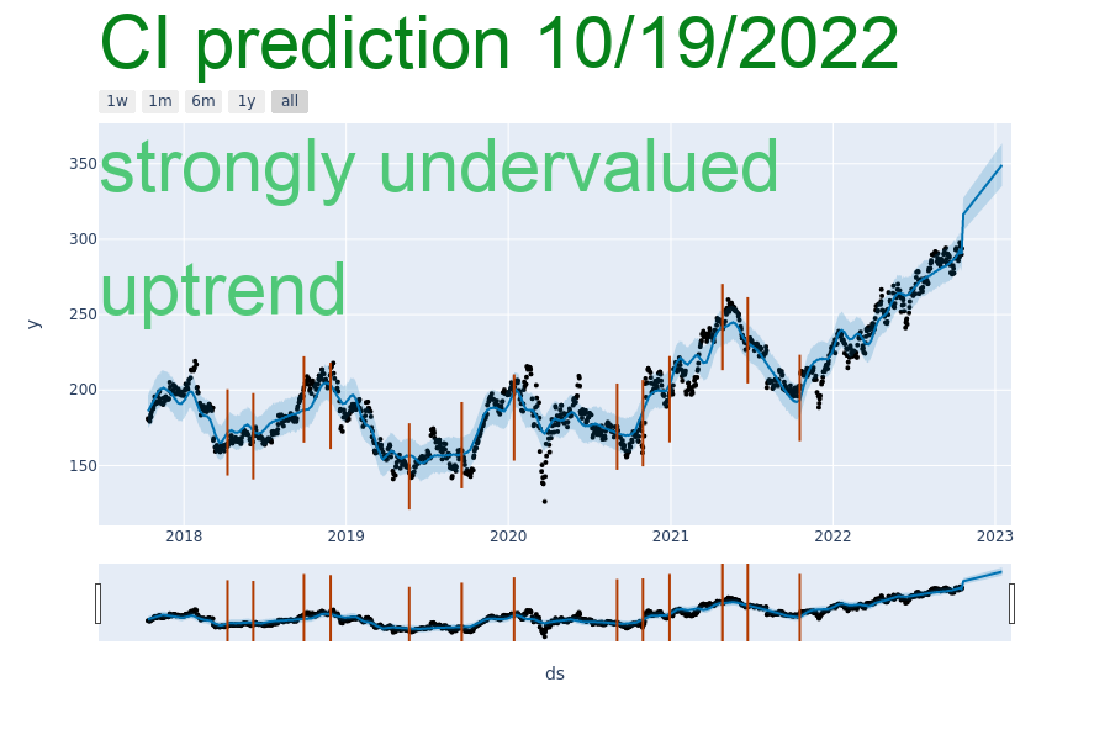 CI prediction 10/19/2022
1w 1m 6m 1y all
strongly undervalued
uptrend
350
300
250
200
150
y
2018 2019 2020 2021 2022 2023
ds